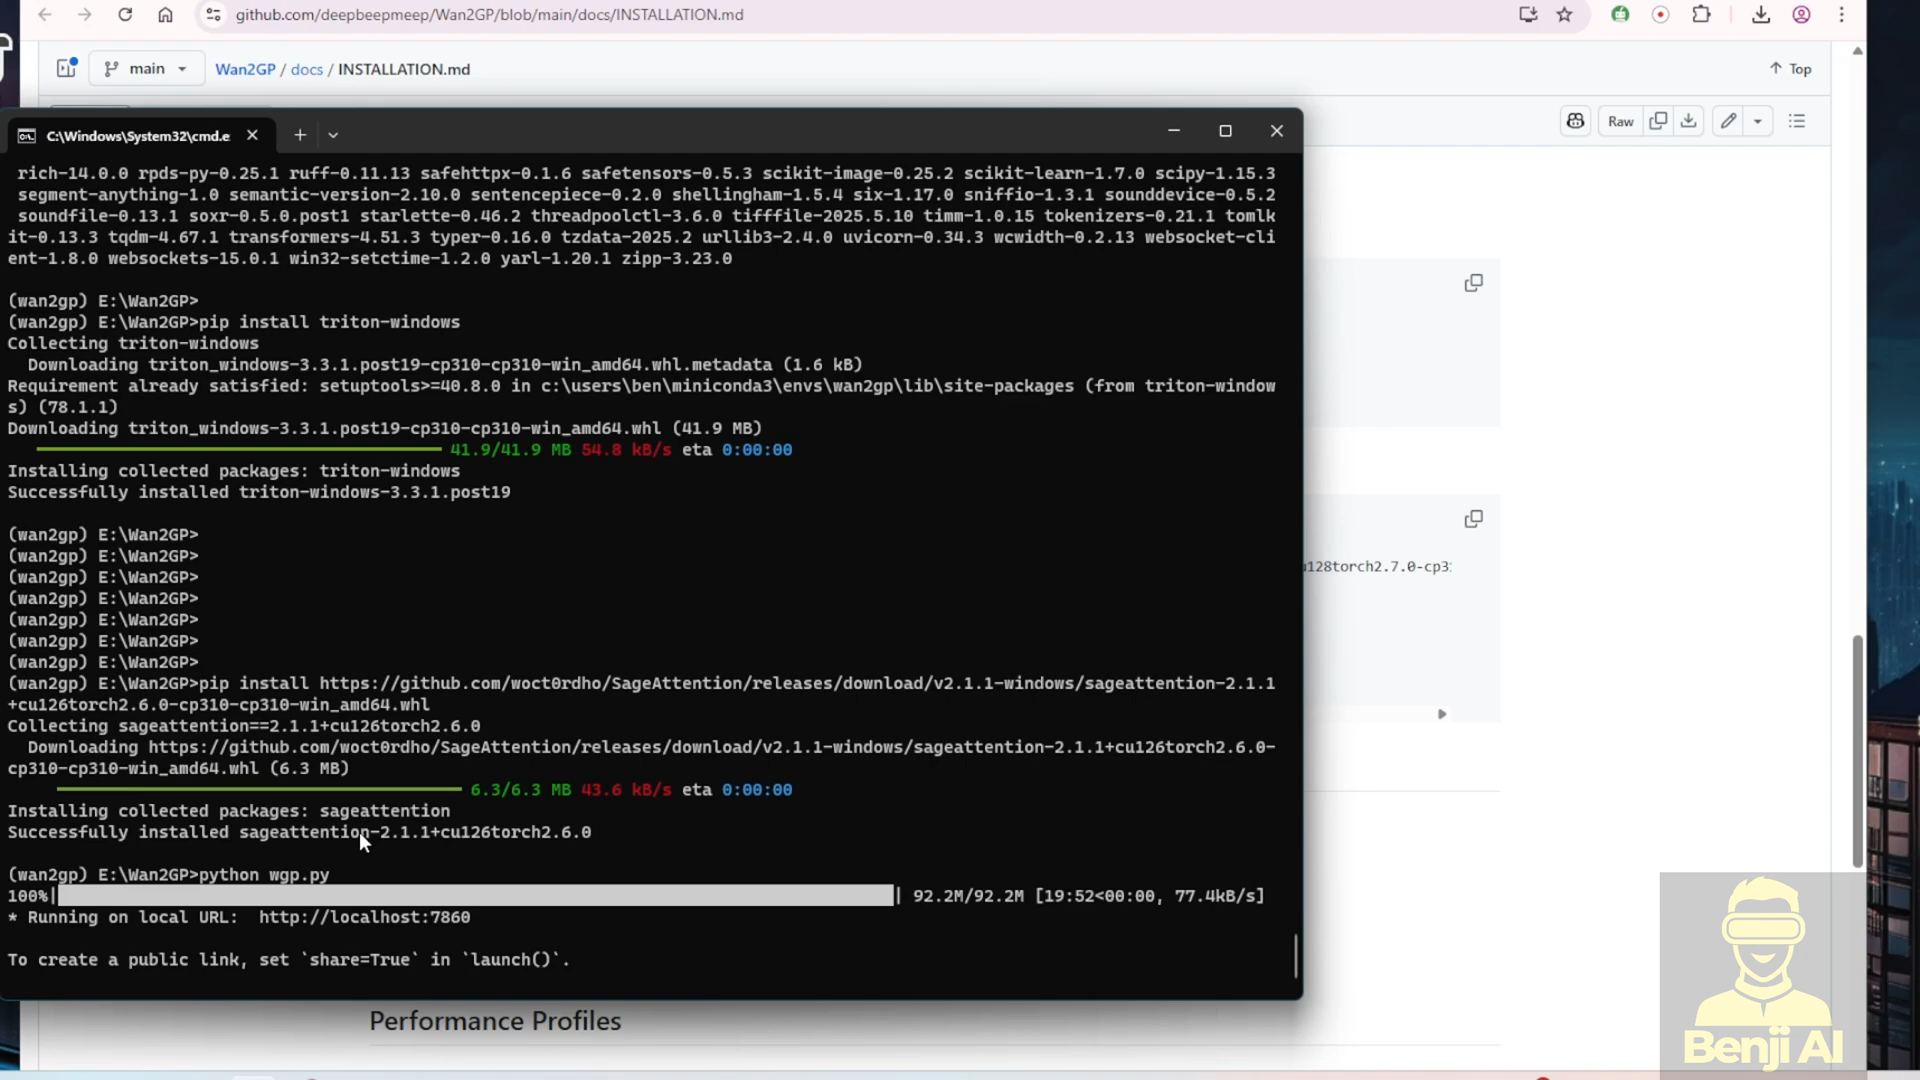 github.com/deepbeepmeep/Wan2GP/blob/main/docs/INSTALLATION.md
main
Wan2GP / docs / INSTALLATION.md
Top
Raw
C:\Windows\System32\cmd.e
rich-14.0.0 rpds-py-0.25.1 ruff-0.11.13 safehttpx-0.1.6 safetensors-0.5.3 scikit-image-0.25.2 scikit-learn-1.7.0 scipy-1.15.3
segment-anything-1.0 semantic-version-2.10.0 sentencepiece-0.2.0 shellingham-1.5.4 six-1.17.0 sniffio-1.3.1 sounddevice-0.5.2
soundfile-0.13.1 soxr-0.5.0.post1 starlette-0.46.2 threadpoolctl-3.6.0 tifffile-2025.5.10 timm-1.0.15 tokenizers-0.21.1 tomlk
it-0.13.3 tqdm-4.67.1 transformers-4.51.3 typer-0.16.0 tzdata-2025.2 urllib3-2.4.0 uvicorn-0.34.3 wcwidth-0.2.13 websocket-cli
ent-1.8.0 websockets-15.0.1 win32-setctime-1.2.0 yarl-1.20.1 zipp-3.23.0
(wan2gp) E:\Wan2GP>
(wan2gp) E:\Wan2GP>pip install triton-windows
Collecting triton-windows
Downloading triton_windows-3.3.1.post19-cp310-cp310-win_amd64.whl.metadata (1.6 kB)
Requirement already satisfied: setuptools>=40.8.0 in c:\users\ben\miniconda3\envs\wan2gp\lib\site-packages (from triton-window
s) (78.1.1)
Downloading triton_windows-3.3.1.post19-cp310-cp310-win_amd64.whl (41.9 MB)
41.9/41.9 MB 54.8 kB/s eta 0:00:00
Installing collected packages: triton-windows
Successfully installed triton-windows-3.3.1.post19
(wan2gp) E:\Wan2GP>
(wan2gp) E:\Wan2GP>
(wan2gp) E:\Wan2GP>
(wan2gp) E:\Wan2GP>
(wan2gp) E:\Wan2GP>
(wan2gp) E:\Wan2GP>
(wan2gp) E:\Wan2GP>
(wan2gp) E:\Wan2GP>pip install https://github.com/woct0rdho/SageAttention/releases/download/v2.1.1-windows/sageattention-2.1.1
+cu126torch2.6.0-cp310-cp310-win_amd64.whl
Collecting sageattention==2.1.1+cu126torch2.6.0
Downloading https://github.com/woct0rdho/SageAttention/releases/download/v2.1.1-windows/sageattention-2.1.1+cu126torch2.6.0-
cp310-cp310-win_amd64.whl (6.3 MB)
6.3/6.3 MB 43.6 kB/s eta 0:00:00
Installing collected packages: sageattention
Successfully installed sageattention-2.1.1+cu126torch2.6.0
(wan2gp) E:\Wan2GP>python wgp.py
100%| | 92.2M/92.2M [19:52<00:00, 77.4kB/s]
* Running on local URL: http://localhost:7860
To create a public link, set `share=True` in `launch()`.
u128torch2.7.0-cp3
Performance Profiles
Benji AI